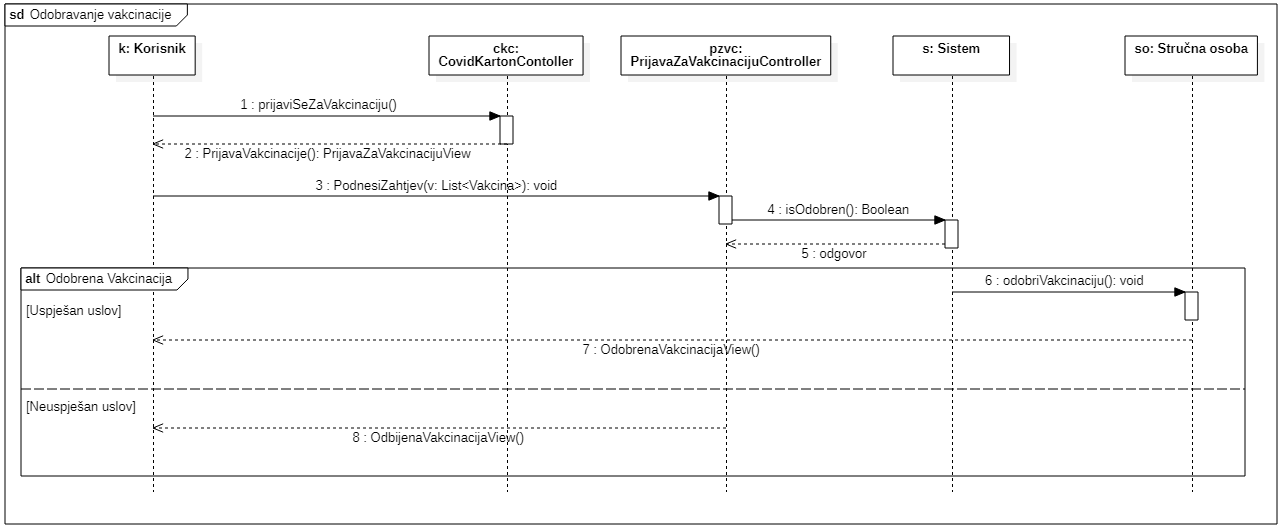 sd Odobravanje vakcinacije
k: Korisnik
ckc:
CovidKartonContoller
pzvc:
PrijavaZaVakcinacijuController
s: Sistem
so: Stručna osoba
1 : prijaviSeZaVakcinaciju()
2 : PrijavaVakcinacije(): PrijavaZaVakcinacijuView
3 : PodnesiZahtjev(v: List<Vakcina>): void
4 : isOdobren(): Boolean
5 : odgovor
alt Odobrena Vakcinacija
6 : odobriVakcinaciju(): void
[Uspješan uslov]
7 : OdobrenaVakcinacijaView()
[Neuspješan uslov]
8 : OdbijenaVakcinacijaView()